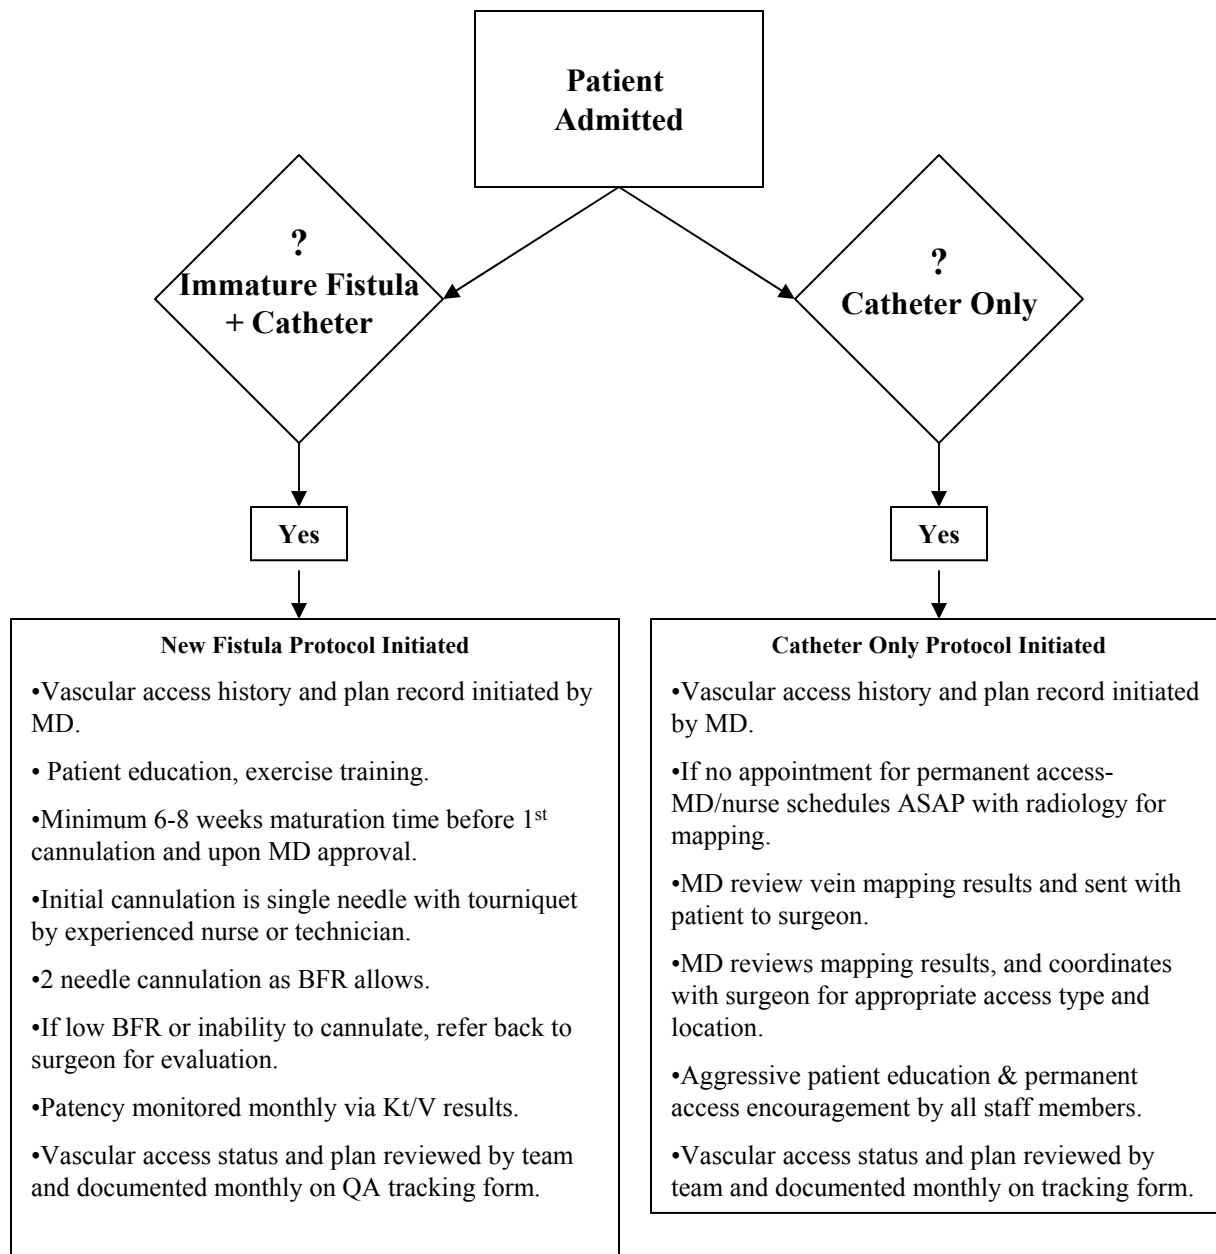 Patient
Admitted
?
Immature Fistula
+ Catheter
?
Catheter Only
Yes
Yes
New Fistula Protocol Initiated
•Vascular access history and plan record initiated by
MD.
• Patient education, exercise training.
•Minimum 6-8 weeks maturation time before 1st
cannulation and upon MD approval.
•Initial cannulation is single needle with tourniquet
by experienced nurse or technician.
•2 needle cannulation as BFR allows.
•If low BFR or inability to cannulate, refer back to
surgeon for evaluation.
•Patency monitored monthly via Kt/V results.
•Vascular access status and plan reviewed by team
and documented monthly on QA tracking form.
Catheter Only Protocol Initiated
•Vascular access history and plan record initiated
by MD.
•If no appointment for permanent access-
MD/nurse schedules ASAP with radiology for
mapping.
•MD review vein mapping results and sent with
patient to surgeon.
•MD reviews mapping results, and coordinates
with surgeon for appropriate access type and
location.
•Aggressive patient education & permanent
access encouragement by all staff members.
•Vascular access status and plan reviewed by
team and documented monthly on tracking form.